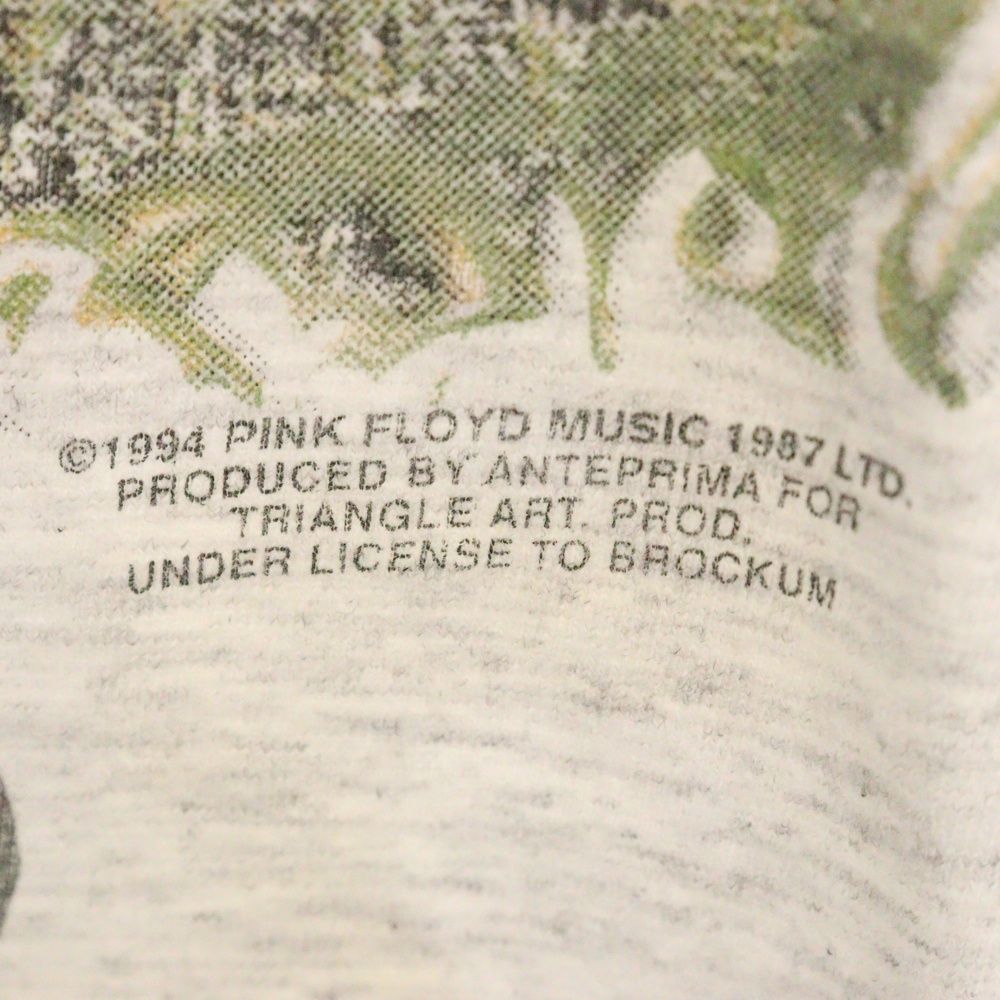 ©1994 PINK FLOYD MUSIC 1987 LTD.
PRODUCED BY ANTEPRIMA FOR
TRIANGLE ART. PROD.
UNDER LICENSE TO BROCKUM